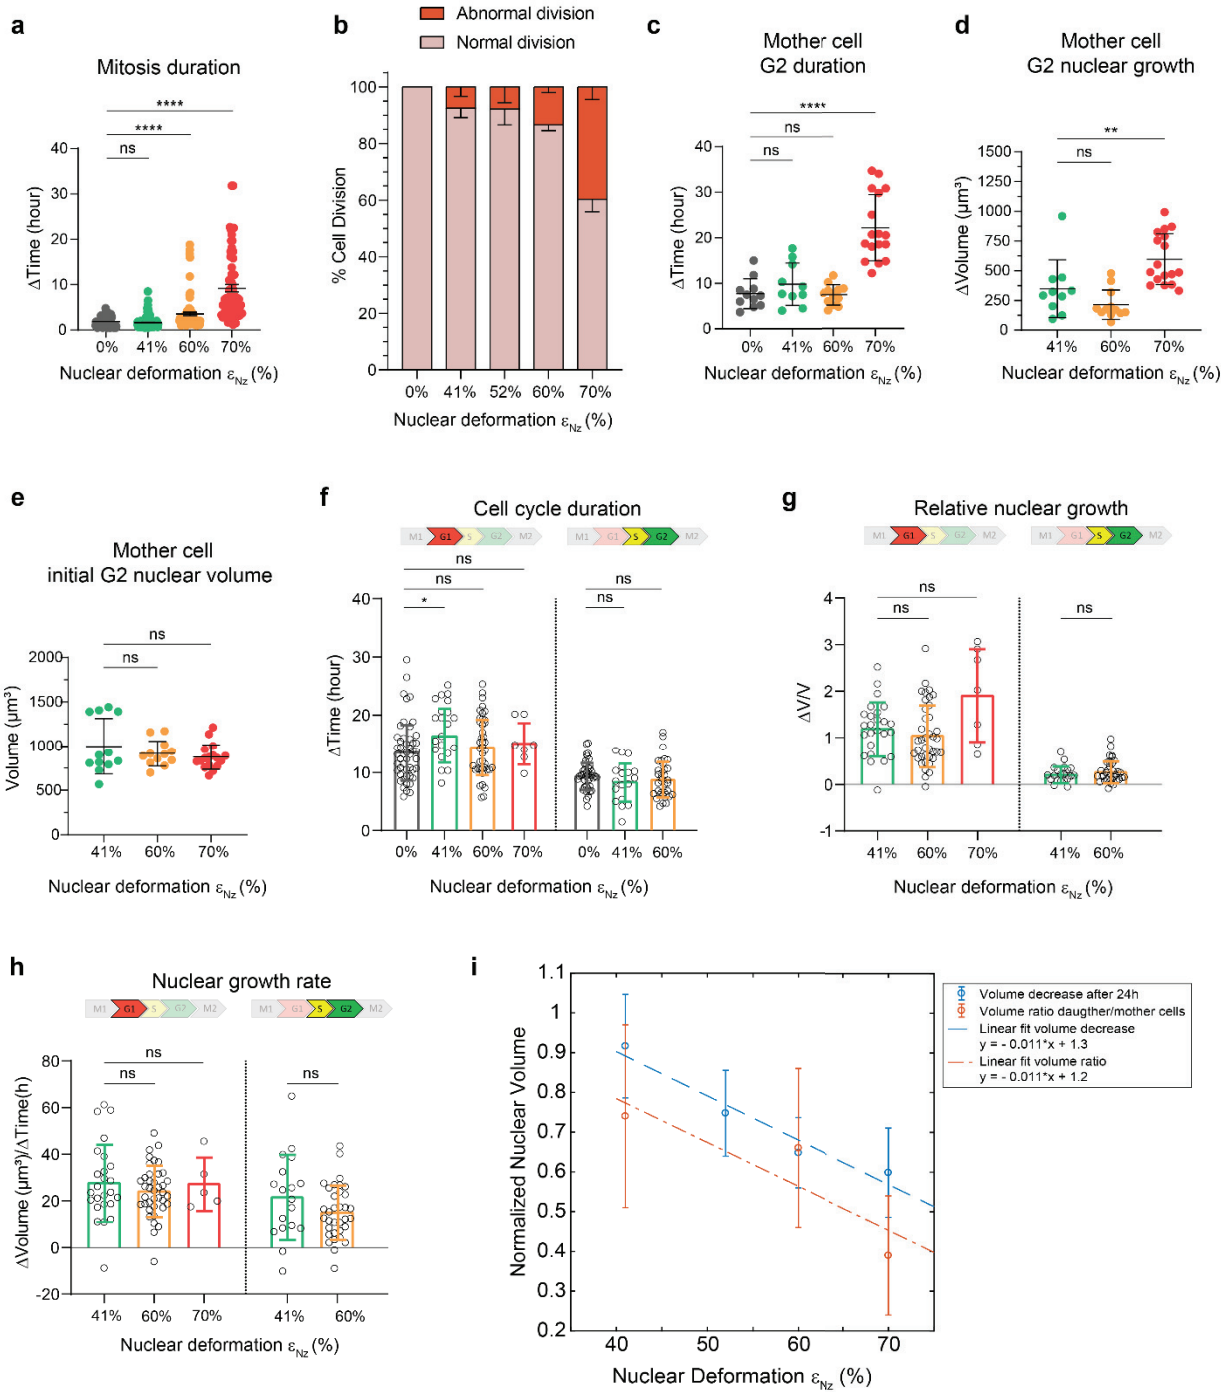 a
Mitosis duration
****
****
ns
ΔTime (hour)
40
30
20
10
0
0% 41% 60% 70%
Nuclear deformation εNz (%)
b
Abnormal division
Normal division
% Cell Division
100
80
60
40
20
0
0% 41% 52% 60% 70%
Nuclear deformation εNz (%)
c
Mother cell
G2 duration
****
ns
ns
ΔTime (hour)
40
30
20
10
0
0% 41% 60% 70%
Nuclear deformation εNz (%)
d
Mother cell
G2 nuclear growth
**
ns
ΔVolume (µm³)
1500
1250
1000
750
500
250
0
41% 60% 70%
Nuclear deformation εNz (%)
e
Mother cell
initial G2 nuclear volume
ns
ns
Volume (µm³)
2000
1500
1000
500
0
41% 60% 70%
Nuclear deformation εNz (%)
f
Cell cycle duration
M1 G1 S G2 M2
M1 G1 S G2 M2
ns
ns
*
ns
ns
ΔTime (hour)
40
30
20
10
0
0% 41% 60% 70%
0% 41% 60%
Nuclear deformation εNz (%)
g
Relative nuclear growth
M1 G1 S G2 M2
M1 G1 S G2 M2
ns
ns
ns
ΔV/V
4
3
2
1
0
-1
41% 60% 70%
41% 60%
Nuclear deformation εNz (%)
h
Nuclear growth rate
M1 G1 S G2 M2
M1 G1 S G2 M2
ns
ns
ns
ΔVolume (µm³)/ΔTime(h)
80
60
40
20
0
-20
41% 60% 70%
41% 60%
Nuclear deformation εNz (%)
i
Normalized Nuclear Volume
1.1
1
0.9
0.8
0.7
0.6
0.5
0.4
0.3
0.2
40 50 60 70
Nuclear Deformation εNz (%)
Volume decrease after 24h
Volume ratio daugther/mother cells
Linear fit volume decrease
y = - 0.011*x + 1.3
Linear fit volume ratio
y = - 0.011*x + 1.2